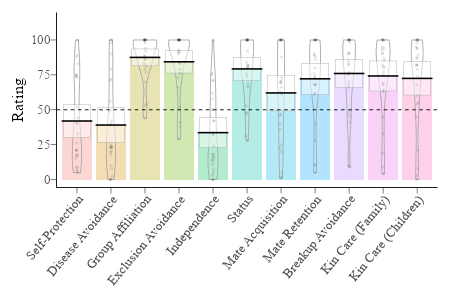 Rating
100
75
50
25
0
Self-Protection
Disease Avoidance
Group Affiliation
Exclusion Avoidance
Independence
Status
Mate Acquisition
Mate Retention
Breakup Avoidance
Kin Care (Family)
Kin Care (Children)